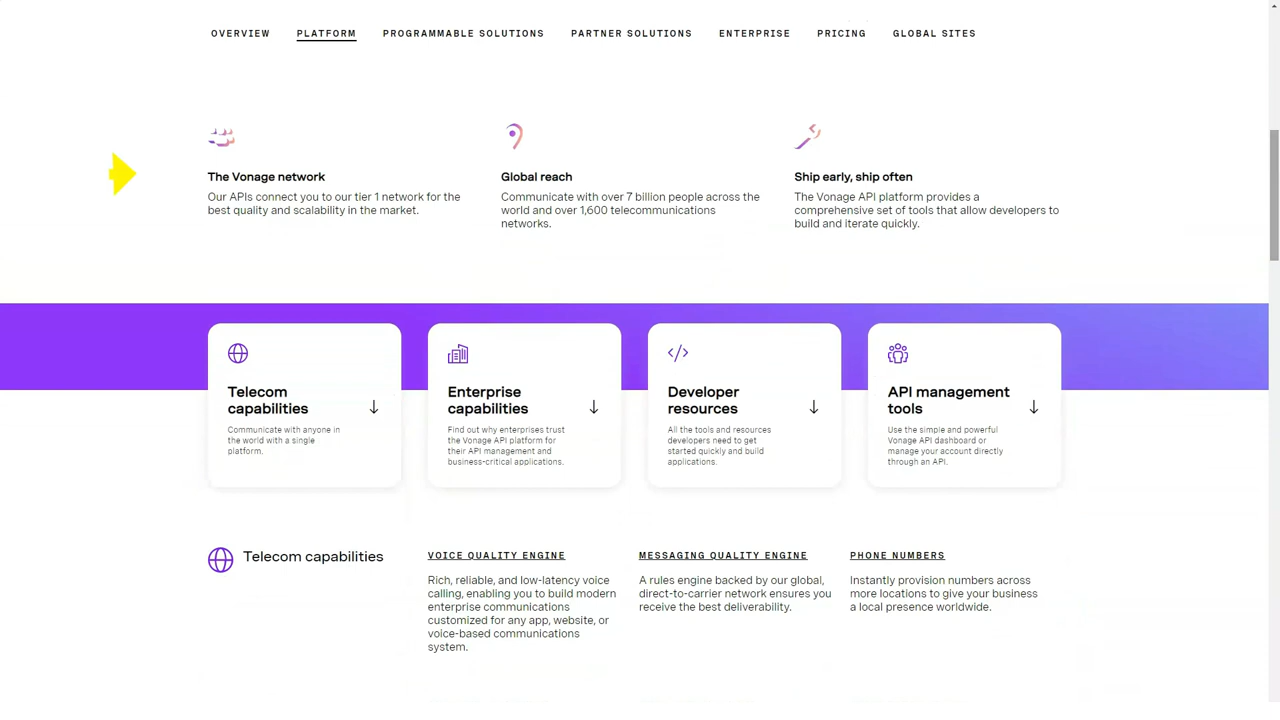 OVERVIEW PLATFORM PROGRAMMABLE SOLUTIONS PARTNER SOLUTIONS ENTERPRISE PRICING GLOBAL SITES
The Vonage network
Our APIs connect you to our tier 1 network for the
best quality and scalability in the market.
Global reach
Communicate with over 7 billion people across the
world and over 1,600 telecommunications
networks.
Ship early, ship often
The Vonage API platform provides a
comprehensive set of tools that allow developers to
build and iterate quickly.
Telecom
capabilities
Communicate with anyone in
the world with a single
platform.
Enterprise
capabilities
Find out why enterprises trust
the Vonage API platform for
their API management and
business-critical applications.
Developer
resources
All the tools and resources
developers need to get
started quickly and build
applications.
API management
tools
Use the simple and powerful
Vonage API dashboard or
manage your account directly
through an API.
Telecom capabilities
VOICE QUALITY ENGINE
Rich, reliable, and low-latency voice
calling, enabling you to build modern
enterprise communications
customized for any app, website, or
voice-based communications
system.
MESSAGING QUALITY ENGINE
A rules engine backed by our global,
direct-to-carrier network ensures you
receive the best deliverability.
PHONE NUMBERS
Instantly provision numbers across
more locations to give your business
a local presence worldwide.